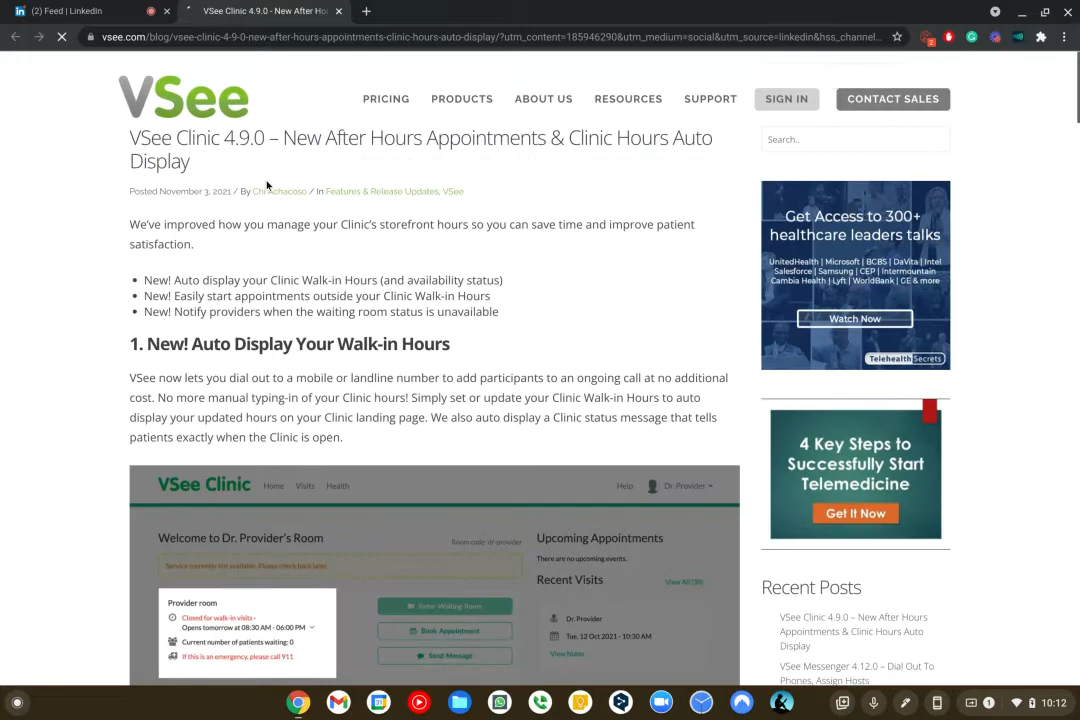 (2) Feed | LinkedIn
VSee Clinic 4.9.0 - New After Ho
vsee.com/blog/vsee-clinic-4-9-0-new-after-hours-appointments-clinic-hours-auto-display/?utm_content=185946290&utm_medium=social&utm_source=linkedin&hss_channel...
2
VSee
PRICING PRODUCTS ABOUT US RESOURCES SUPPORT SIGN IN CONTACT SALES
VSee Clinic 4.9.0 – New After Hours Appointments & Clinic Hours Auto
Display
Posted November 3, 2021 / By Chi Achacoso / In Features & Release Updates, VSee
We've improved how you manage your Clinic's storefront hours so you can save time and improve patient
satisfaction.
New! Auto display your Clinic Walk-in Hours (and availability status)
New! Easily start appointments outside your Clinic Walk-in Hours
New! Notify providers when the waiting room status is unavailable
1. New! Auto Display Your Walk-in Hours
VSee now lets you dial out to a mobile or landline number to add participants to an ongoing call at no additional
cost. No more manual typing-in of your Clinic hours! Simply set or update your Clinic Walk-in Hours to auto
display your updated hours on your Clinic landing page. We also auto display a Clinic status message that tells
patients exactly when the Clinic is open.
VSee Clinic Home Visits Health Help Dr Provider
Welcome to Dr. Provider's Room
Room code: dr-provider
Service currently not available. Please check back later.
Provider room
Closed for walk-in visits -
Opens tomorrow at 08:30 AM - 06:00 PM
Current number of patients waiting: 0
If this is an emergency, please call 911
Enter Waiting Room
Book Appointment
Send Message
Upcoming Appointments
There are no upcoming events.
Recent Visits View All (38)
Dr. Provider
Tue, 12 Oct 2021 - 10:30 AM
View Notes
Search..
Get Access to 300+
healthcare leaders talks
UnitedHealth | Microsoft | BCBS | DaVita | Intel
Salesforce | Samsung | CEP | Intermountain
Cambia Health | Lyft | WorldBank | GE & more
Watch Now
Telehealth Secrets
4 Key Steps to
Successfully Start
Telemedicine
Get It Now
Recent Posts
VSee Clinic 4.9.0 – New After Hours
Appointments & Clinic Hours Auto
Display
VSee Messenger 4.12.0 – Dial Out To
Phones, Assign Hosts
31
1
10:12